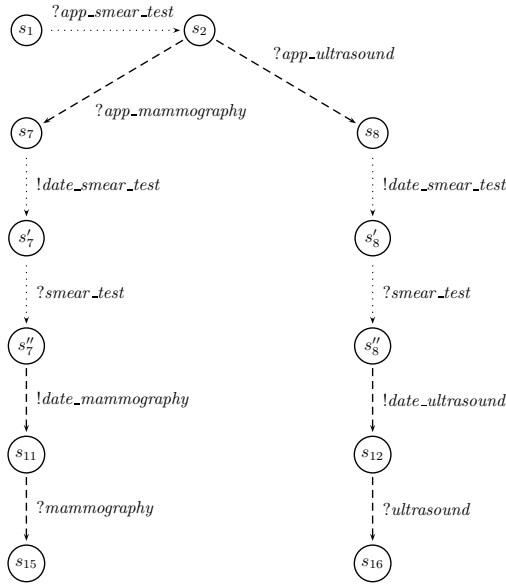 ?app_smear_test
s1 s2
?app_ultrasound
?app_mammography
s7 s8
!date_smear_test !date_smear_test
s′7 s′8
?smear_test ?smear_test
s″7 s″8
!date_mammography !date_ultrasound
s11 s12
?mammography ?ultrasound
s15 s16